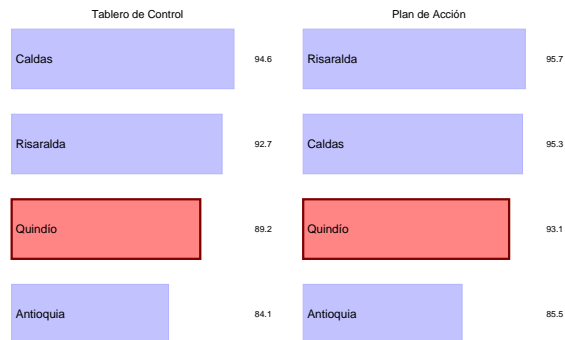 Tablero de Control
Caldas 94.6
Risaralda 92.7
Quindío 89.2
Antioquia 84.1
Plan de Acción
Risaralda 95.7
Caldas 95.3
Quindío 93.1
Antioquia 85.5